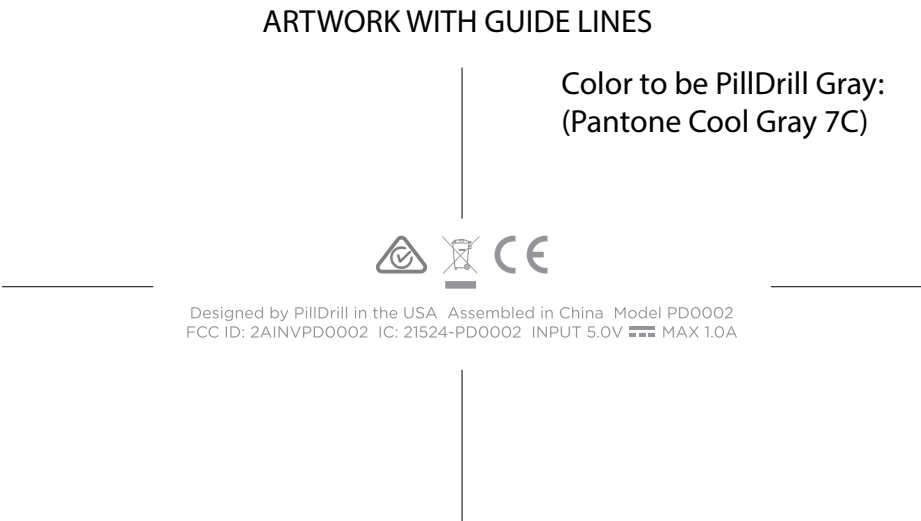 ARTWORK WITH GUIDE LINES
Color to be PillDrill Gray:
(Pantone Cool Gray 7C)
CE
Designed by PillDrill in the USA Assembled in China Model PD0002
FCC ID: 2AINVPD0002 IC: 21524-PD0002 INPUT 5.0V MAX 1.0A